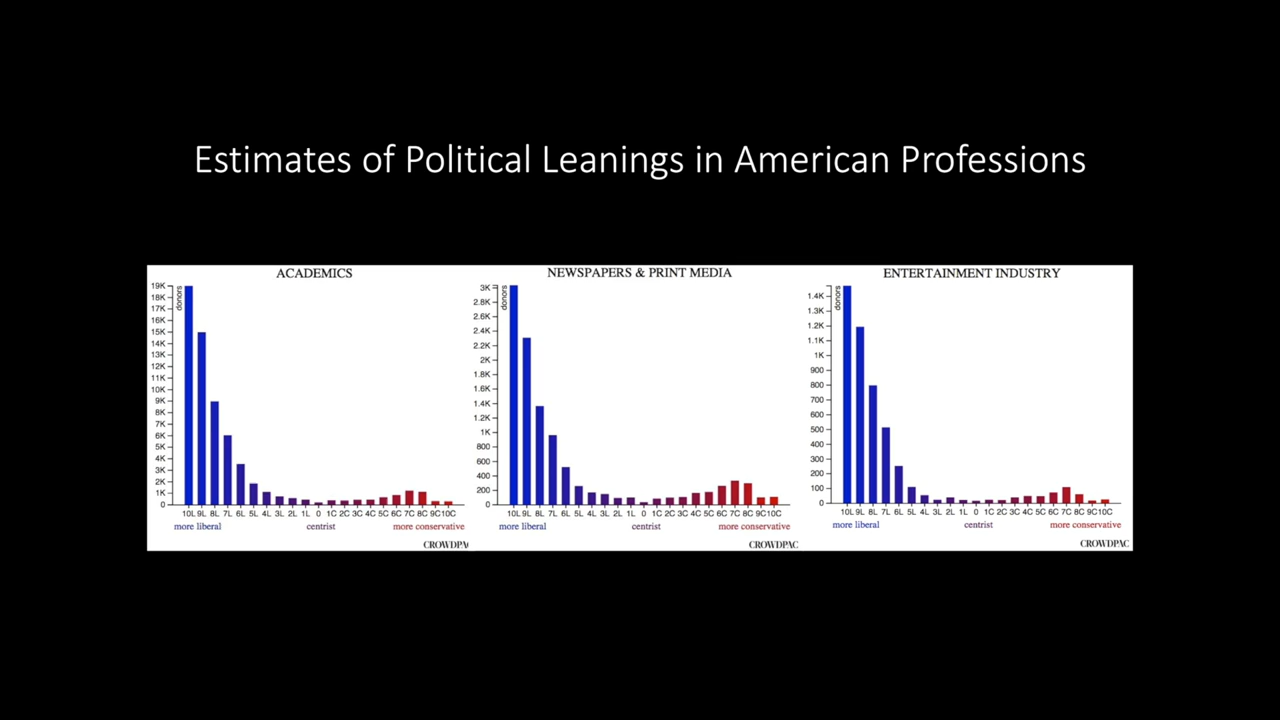 Estimates of Political Leanings in American Professions
ACADEMICS
19K
18K
17K
16K
15K
14K
13K
12K
11K
10K
9K
8K
7K
6K
5K
4K
3K
2K
1K
0
donors
10L 9L 8L 7L 6L 5L 4L 3L 2L 1L 0 1C 2C 3C 4C 5C 6C 7C 8C 9C 10C
more liberal centrist more conservative
CROWDPAC
NEWSPAPERS & PRINT MEDIA
3K
2.8K
2.6K
2.4K
2.2K
2K
1.8K
1.6K
1.4K
1.2K
1K
800
600
400
200
0
donors
10L 9L 8L 7L 6L 5L 4L 3L 2L 1L 0 1C 2C 3C 4C 5C 6C 7C 8C 9C 10C
more liberal centrist more conservative
CROWDPAC
ENTERTAINMENT INDUSTRY
1.4K
1.3K
1.2K
1.1K
1K
900
800
700
600
500
400
300
200
100
0
donors
10L 9L 8L 7L 6L 5L 4L 3L 2L 1L 0 1C 2C 3C 4C 5C 6C 7C 8C 9C 10C
more liberal centrist more conservative
CROWDPAC